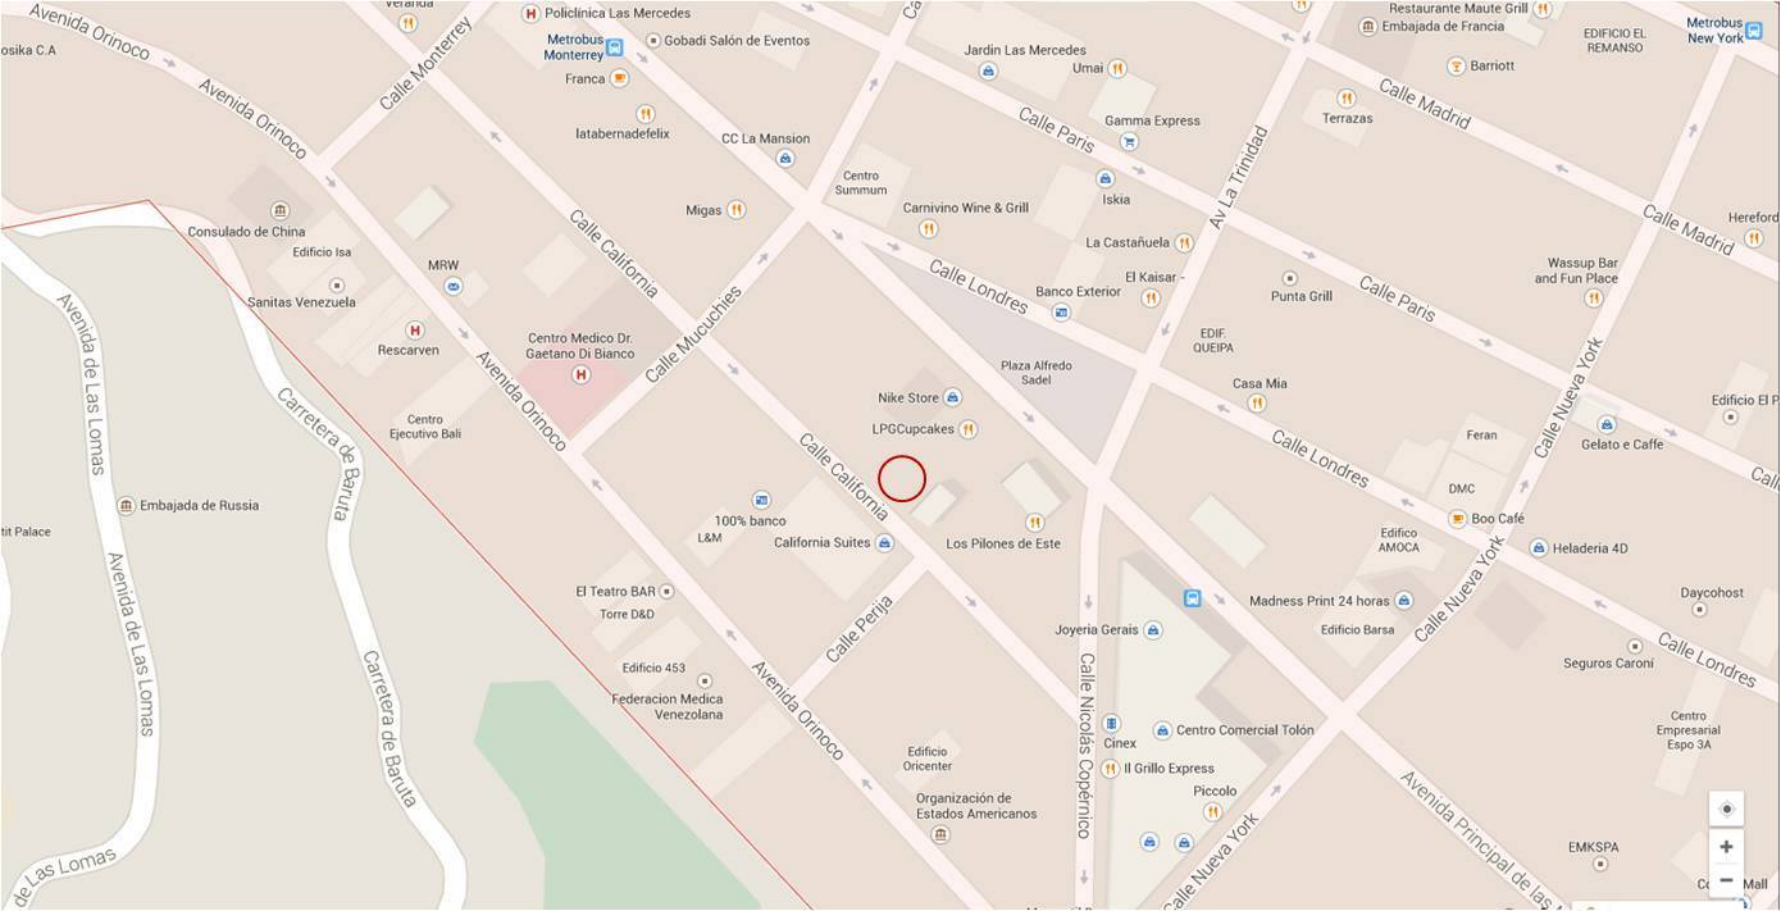 Avenida Orinoco
osika C.A
Veranda
Calle Monterrey
Policlínica Las Mercedes
Metrobus
Monterrey
Gobadi Salón de Eventos
Franca
latabernadefelix
CC La Mansion
Avenida Orinoco
Restaurante Maute Grill
Embajada de Francia
EDIFICIO EL
REMANSO
Metrobus
New York
Jardin Las Mercedes
Umai
Barriott
Terrazas
Calle Madrid
Gamma Express
Calle Paris
Av La Trinidad
Centro
Summum
Iskia
Migas
Carnivino Wine & Grill
La Castañuela
Calle Madrid
Hereford
Consulado de China
Edificio Isa
Sanitas Venezuela
MRW
Calle California
Calle Londres
Banco Exterior
El Kaisar -
Punta Grill
Calle Paris
Wassup Bar
and Fun Place
Avenida de Las Lomas
Rescarven
Centro Medico Dr.
Gaetano Di Bianco
Calle Mucuchies
EDIF.
QUEIPA
Plaza Alfredo
Sadel
Calle Nueva York
Avenida Orinoco
Carretera de Baruta
Centro
Ejecutivo Bali
Nike Store
LPGCupcakes
Casa Mia
Edificio El P
Gelato e Caffe
Feran
Calle Londres
Calle California
DMC
Embajada de Russia
tit Palace
100% banco
L&M
California Suites
Los Pilones de Este
Boo Café
Edifico
AMOCA
Heladeria 4D
Avenida de Las Lomas
El Teatro BAR
Torre D&D
Calle Perija
Joyeria Gerais
Madness Print 24 horas
Edificio Barsa
Calle Nueva York
Daycohost
Seguros Caroní
Calle Londres
Edificio 453
Federacion Medica
Venezolana
Avenida Orinoco
Carretera de Baruta
Calle Nicolás Copérnico
Cinex
Centro Comercial Tolón
Il Grillo Express
Piccolo
Centro
Empresarial
Espo 3A
Edificio
Oricenter
Organización de
Estados Americanos
Calle Nueva York
Avenida Principal de las
EMKSPA
Mall
de Las Lomas